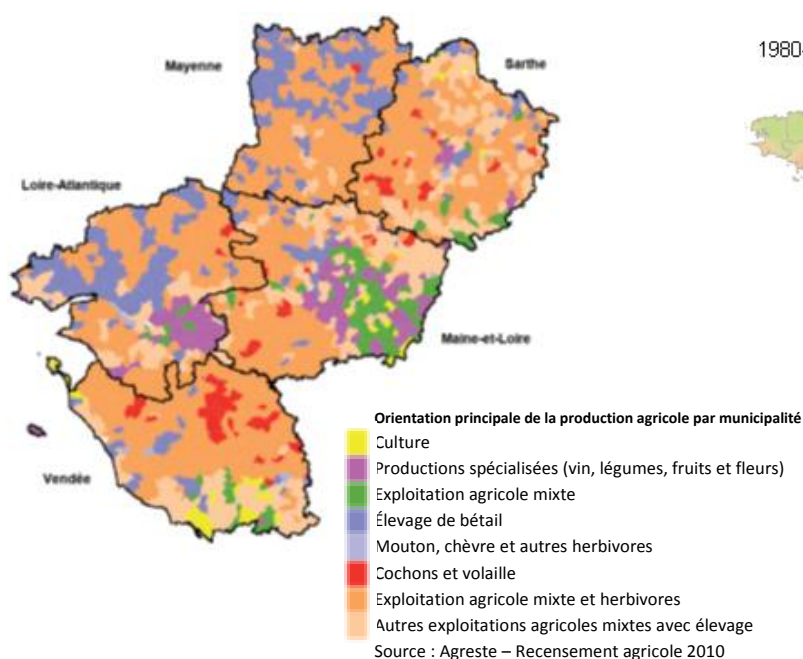 Mayenne
Sarthe
1980
Loire-Atlantique
Maine-et-Loire
Vendée
Orientation principale de la production agricole par municipalité
Culture
Productions spécialisées (vin, légumes, fruits et fleurs)
Exploitation agricole mixte
Élevage de bétail
Mouton, chèvre et autres herbivores
Cochons et volaille
Exploitation agricole mixte et herbivores
Autres exploitations agricoles mixtes avec élevage
Source : Agreste – Recensement agricole 2010